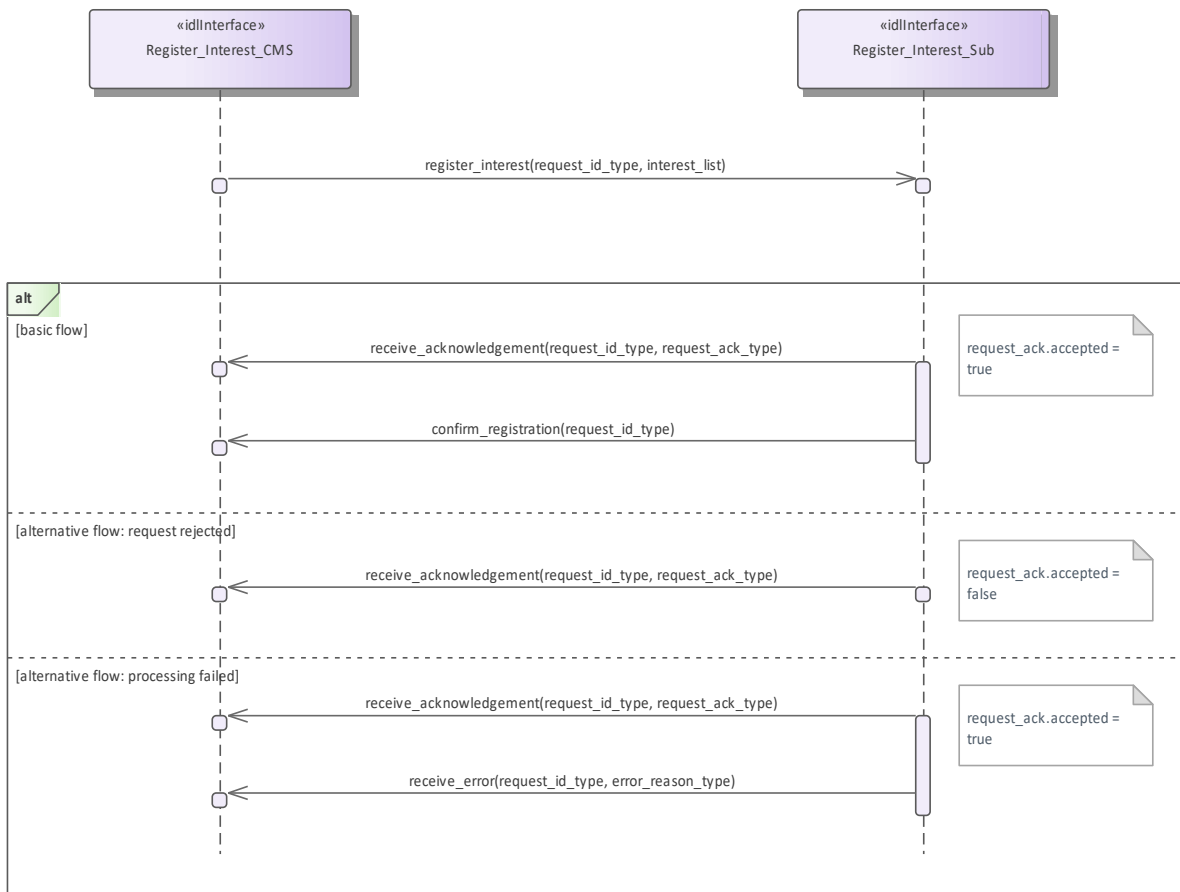 «idlInterface»
Register_Interest_CMS
«idlInterface»
Register_Interest_Sub
register_interest(request_id_type, interest_list)
alt
[basic flow]
receive_acknowledgement(request_id_type, request_ack_type)
request_ack.accepted =
true
confirm_registration(request_id_type)
[alternative flow: request rejected]
receive_acknowledgement(request_id_type, request_ack_type)
request_ack.accepted =
false
[alternative flow: processing failed]
receive_acknowledgement(request_id_type, request_ack_type)
request_ack.accepted =
true
receive_error(request_id_type, error_reason_type)